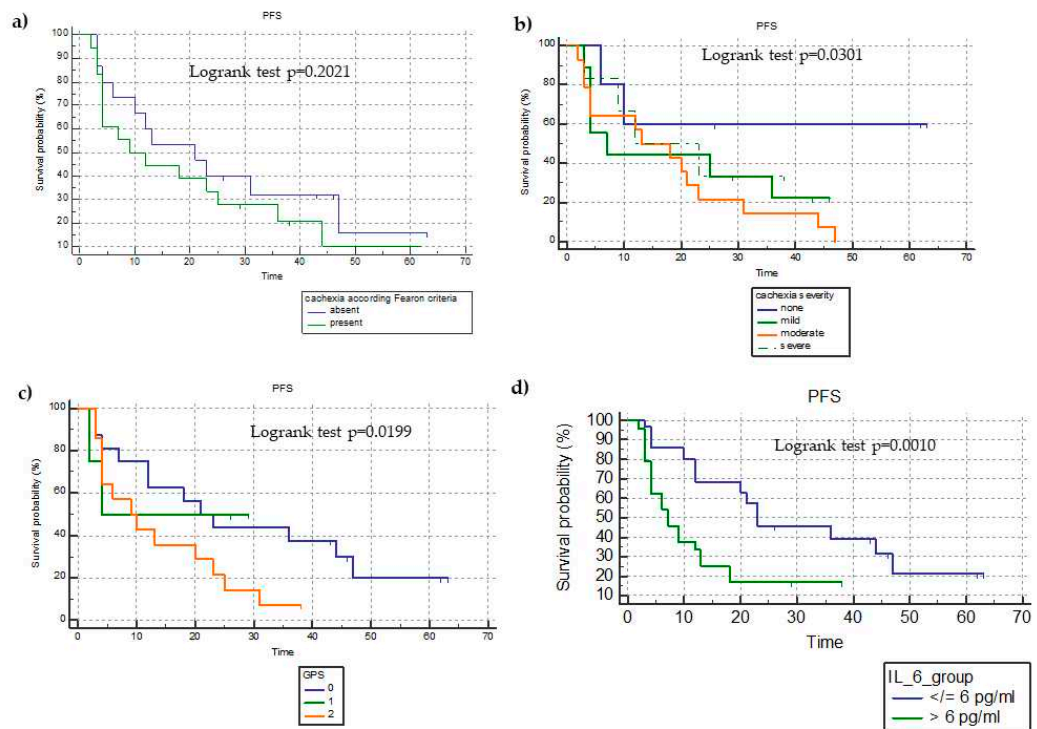 a)
PFS
Logrank test p=0.2021
Survival probability (%)
100
90
80
70
60
50
40
30
20
10
0 10 20 30 40 50 60 70
Time
cachexia according Fearon criteria
absent
present
b)
PFS
Logrank test p=0.0301
Survival probability (%)
100
80
60
40
20
0
0 10 20 30 40 50 60 70
Time
cachexia severity
none
mild
moderate
severe
c)
PFS
Logrank test p=0.0199
Survival probability (%)
100
80
60
40
20
0
0 10 20 30 40 50 60 70
Time
GPS
0
1
2
d)
PFS
Logrank test p=0.0010
Survival probability (%)
100
90
80
70
60
50
40
30
20
10
0 10 20 30 40 50 60 70
Time
IL_6_group
</= 6 pg/ml
> 6 pg/ml